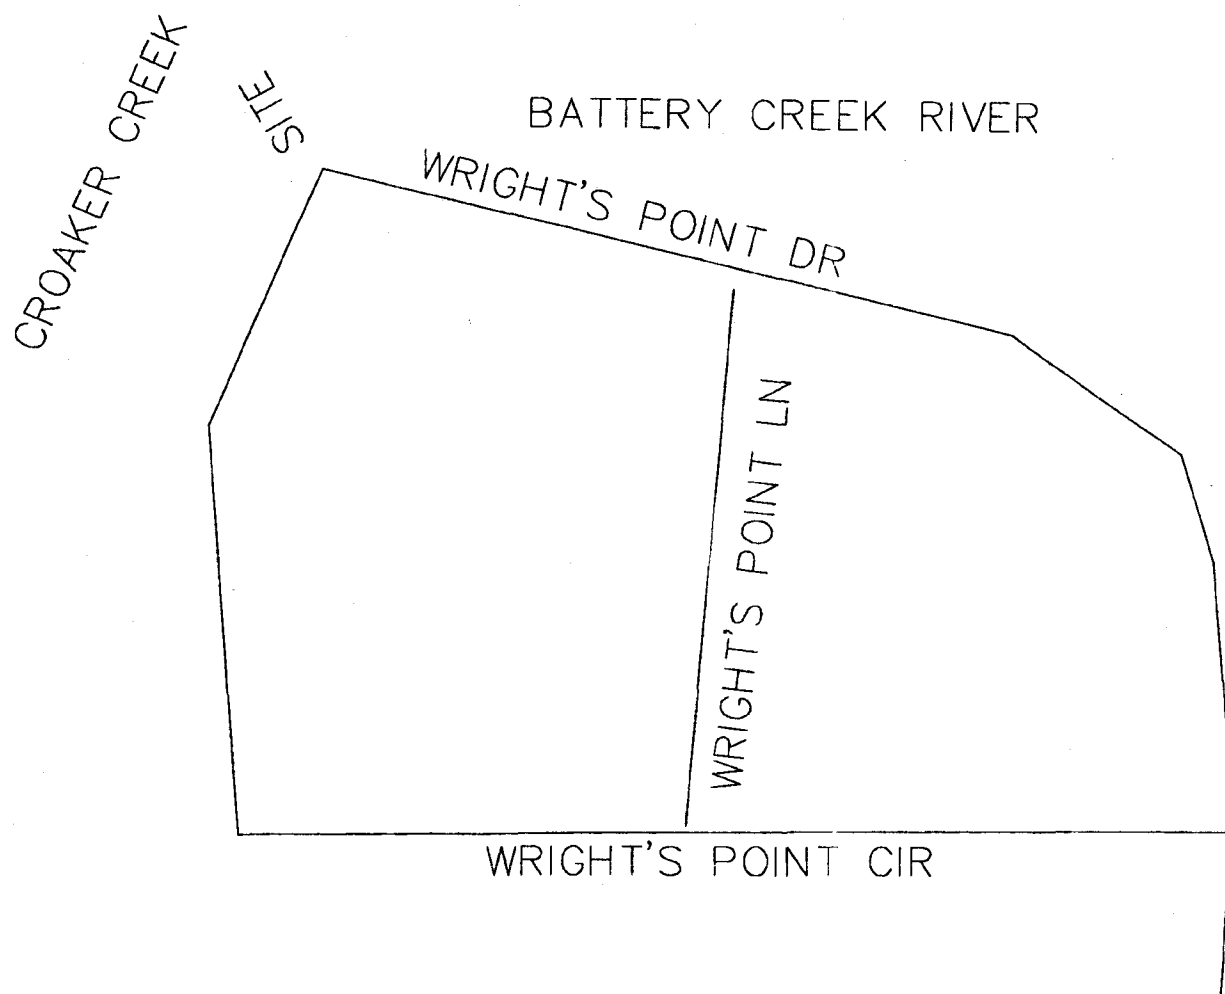 CROAKER CREEK
SITE
BATTERY CREEK RIVER
WRIGHT'S POINT DR
WRIGHT'S POINT LN
WRIGHT'S POINT CIR